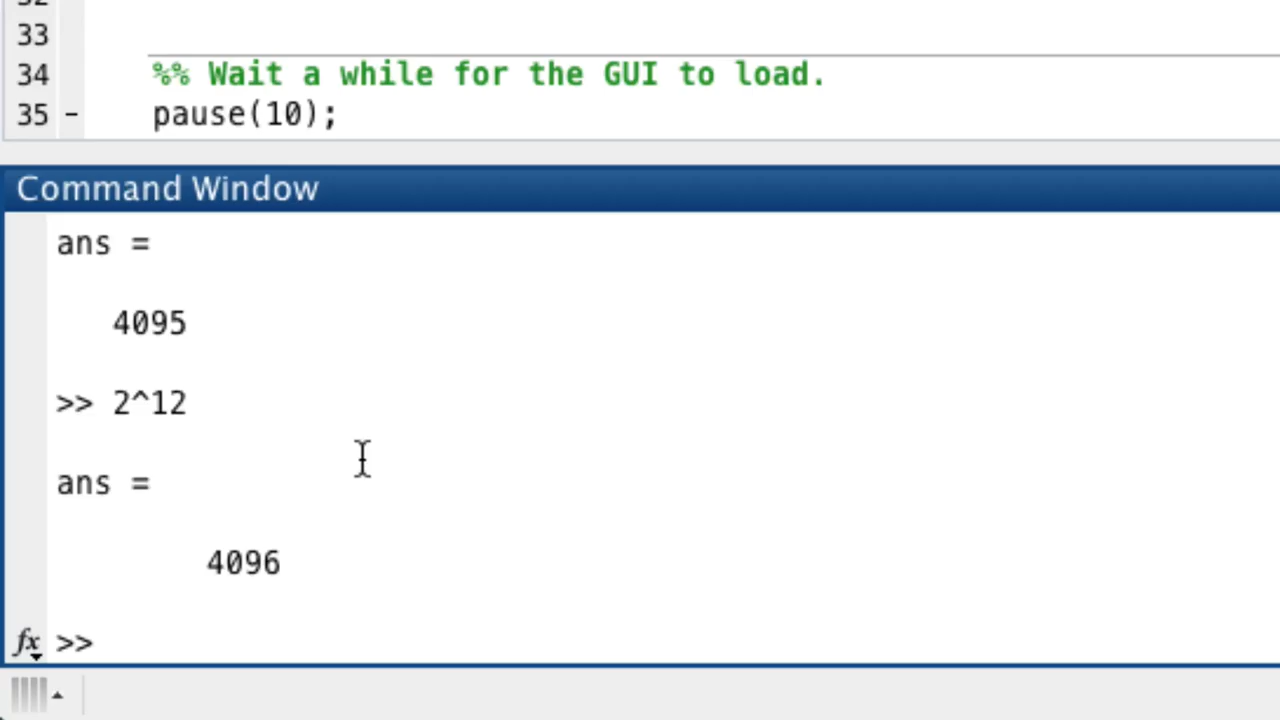 33
34 %% Wait a while for the GUI to load.
35 - pause(10);
Command Window
ans =
4095
>> 2^12
ans =
4096
fx >>